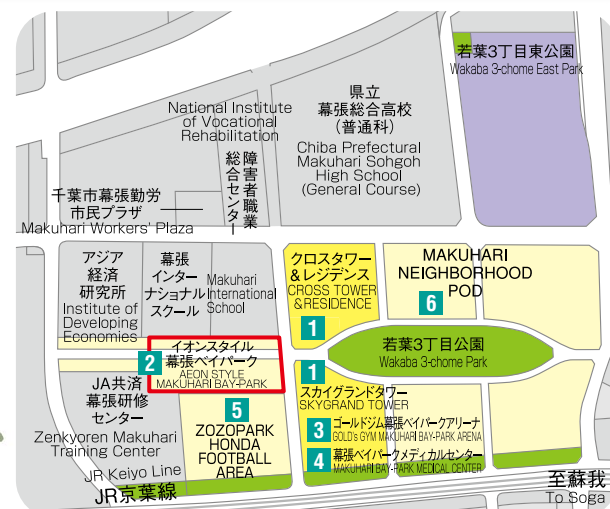 若葉3丁目東公園
Wakaba 3-chome East Park
県立
幕張総合高校
(普通科)
Chiba Prefectural
Makuhari Sohgoh
High School
(General Course)
National Institute
of Vocational
Rehabilitation
障害者職業
総合センター
千葉市幕張勤労
市民プラザ
Makuhari Workers' Plaza
アジア
経済
研究所
Institute of
Developing
Economies
幕張
インター
ナショナル
スクール
Makuhari
International
School
クロスタワー
&レジデンス
CROSS TOWER
&RESIDENCE
1
MAKUHARI
NEIGHBORHOOD
POD
6
若葉3丁目公園
Wakaba 3-chome Park
2
イオンスタイル
幕張ベイパーク
AEON STYLE
MAKUHARI BAY-PARK
1
スカイグランドタワー
SKYGRAND TOWER
3
ゴールドジム幕張ベイパークアリーナ
GOLD's GYM MAKUHARI BAY-PARK ARENA
4
幕張ベイパークメディカルセンター
MAKUHARI BAY-PARK MEDICAL CENTER
JA共済
幕張研修
センター
Zenkyoren Makuhari
Training Center
5
ZOZOPARK
HONDA
FOOTBALL
AREA
JR Keiyo Line
JR京葉線
至蘇我
To Soga